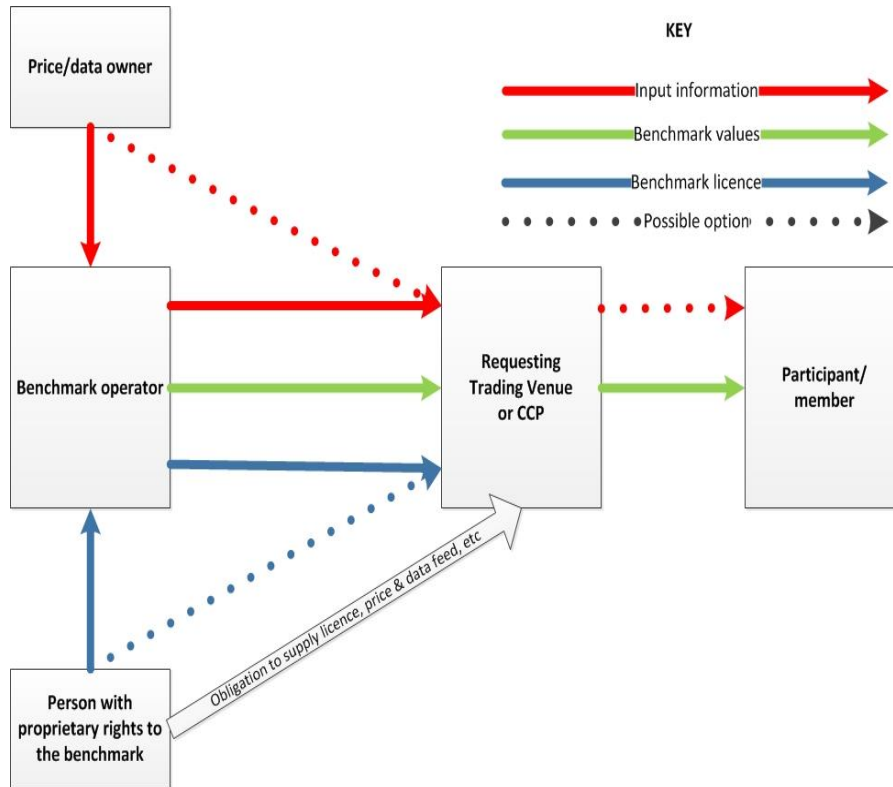 KEY
Price/data owner
Input information
Benchmark values
Benchmark licence
Possible option
Benchmark operator
Requesting
Trading Venue
or CCP
Participant/
member
Obligation to supply licence, price & data feed, etc
Person with
proprietary rights to
the benchmark